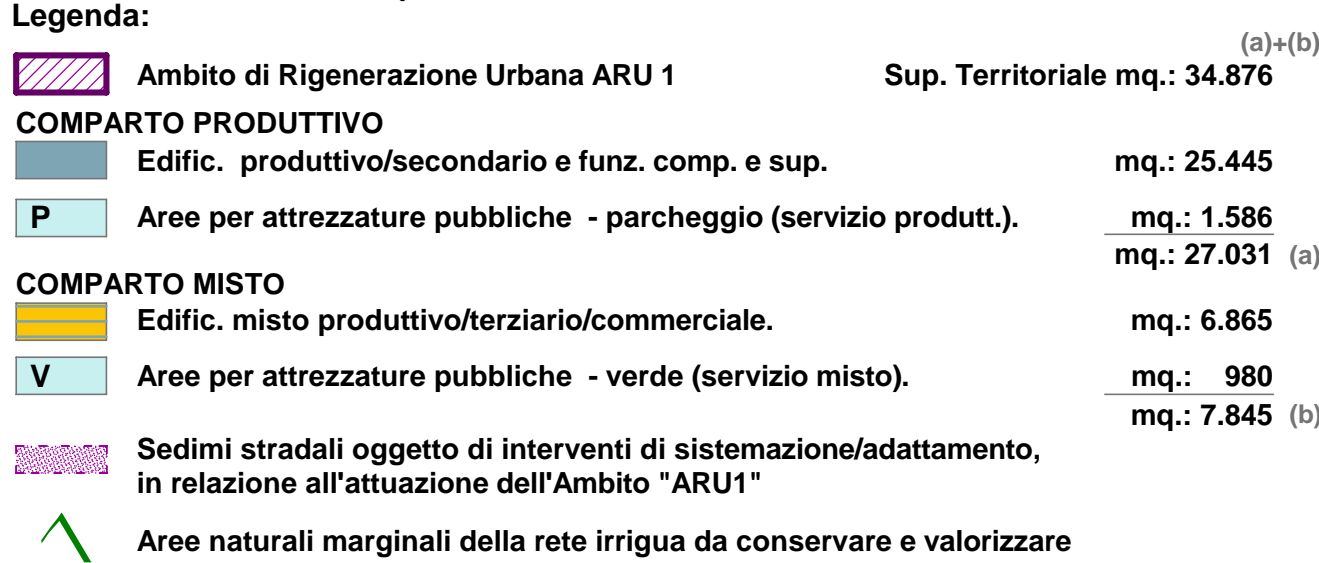 Legenda:
(a)+(b)
Ambito di Rigenerazione Urbana ARU 1 Sup. Territoriale mq.: 34.876
COMPARTO PRODUTTIVO
Edific. produttivo/secondario e funz. comp. e sup. mq.: 25.445
P Aree per attrezzature pubbliche - parcheggio (servizio produtt.). mq.: 1.586
mq.: 27.031 (a)
COMPARTO MISTO
Edific. misto produttivo/terziario/commerciale. mq.: 6.865
V Aree per attrezzature pubbliche - verde (servizio misto). mq.: 980
mq.: 7.845 (b)
Sedimi stradali oggetto di interventi di sistemazione/adattamento,
in relazione all'attuazione dell'Ambito "ARU1"
Aree naturali marginali della rete irrigua da conservare e valorizzare